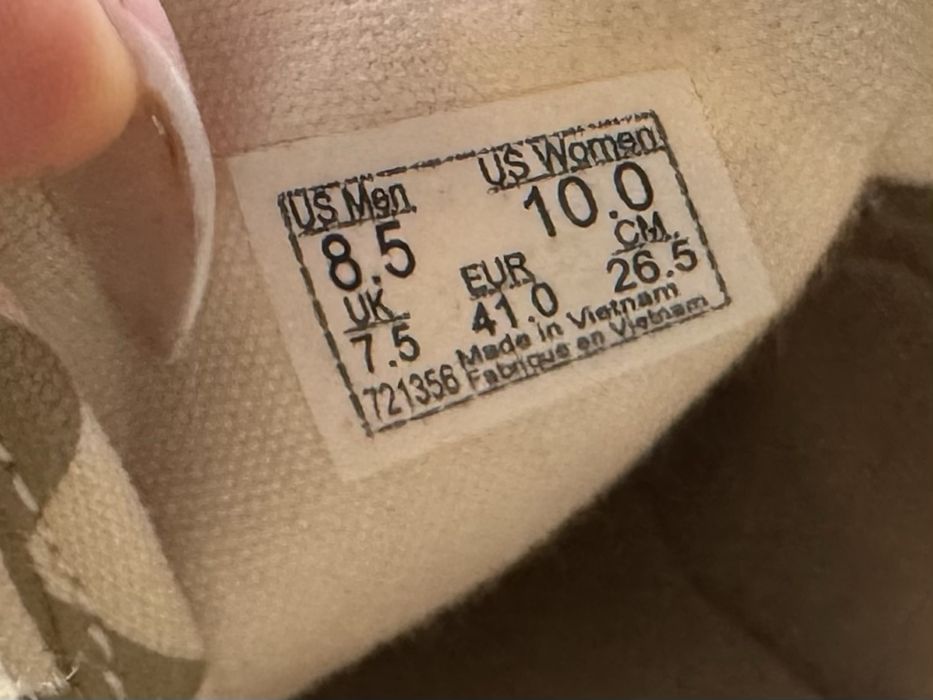 US Men US Women
8.5 10.0
UK EUR CM.
7.5 41.0 26.5
Made in Vietnam
721356 Fabrique en Vietnam